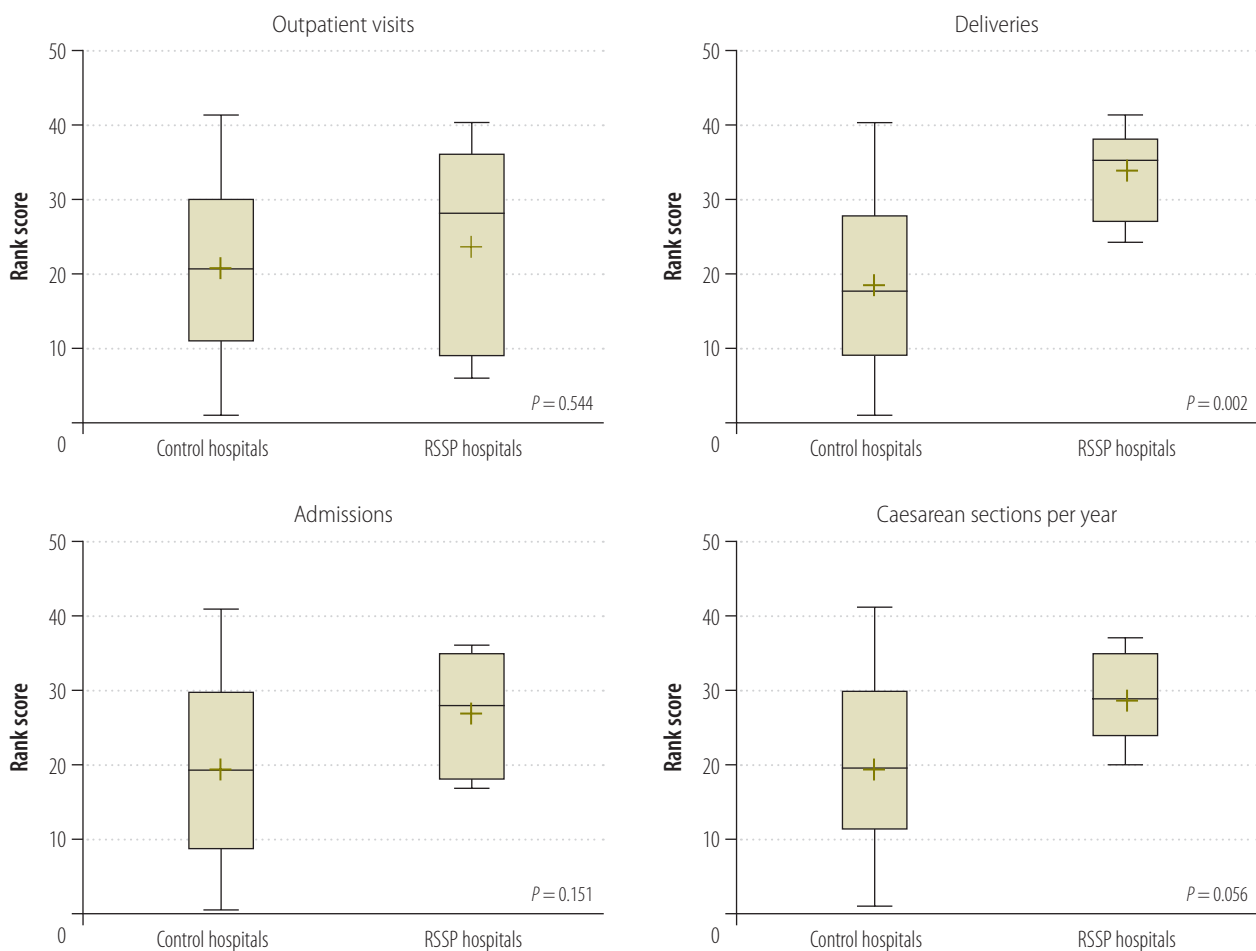 Outpatient visits
50
40
30
20
10
0
Rank score
P = 0.544
Control hospitals
RSSP hospitals
Deliveries
50
40
30
20
10
0
Rank score
P = 0.002
Control hospitals
RSSP hospitals
Admissions
50
40
30
20
10
0
Rank score
P = 0.151
Control hospitals
RSSP hospitals
Caesarean sections per year
50
40
30
20
10
0
Rank score
P = 0.056
Control hospitals
RSSP hospitals